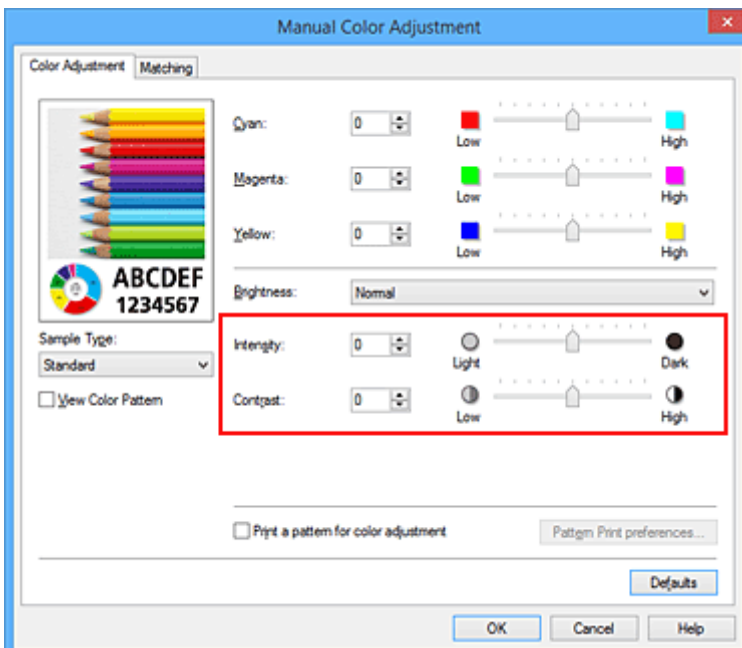 Manual Color Adjustment
Color Adjustment
Matching
ABCDEF
1234567
Sample Type:
Standard
View Color Pattern
Cyan:
0
Low
High
Magenta:
0
Low
High
Yellow:
0
Low
High
Brightness:
Normal
Intensity:
0
Light
Dark
Contrast:
0
Low
High
Print a pattern for color adjustment
Pattern Print preferences...
Defaults
OK
Cancel
Help